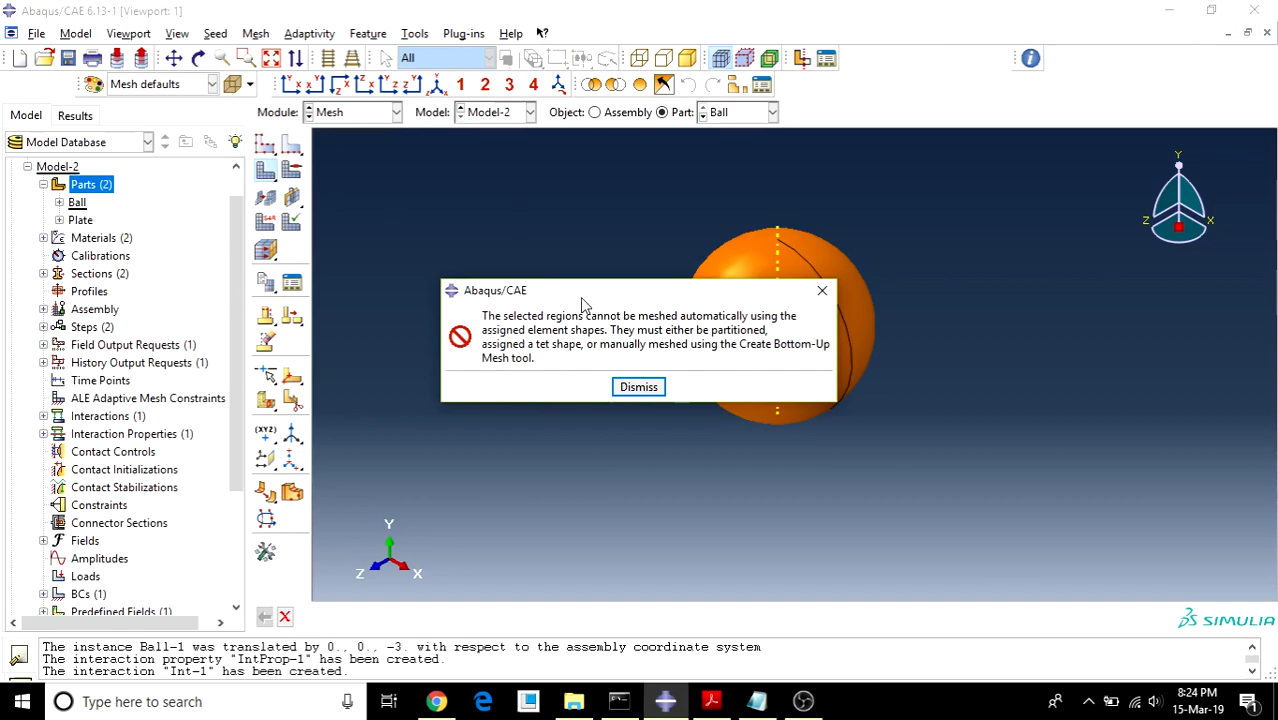 Abaqus/CAE 6.13-1 [Viewport: 1]
File Model Viewport View Seed Mesh Adaptivity Feature Tools Plug-ins Help
All
Mesh defaults
1 2 3 4
Model Results
Module: Mesh Model: Model-2 Object: Assembly Part: Ball
Model Database
Model-2
Parts (2)
Ball
Plate
Materials (2)
Calibrations
Sections (2)
Profiles
Assembly
Steps (2)
Field Output Requests (1)
History Output Requests (1)
Time Points
ALE Adaptive Mesh Constraints
Interactions (1)
Interaction Properties (1)
Contact Controls
Contact Initializations
Contact Stabilizations
Constraints
Connector Sections
Fields
Amplitudes
Loads
BCs (1)
Predefined Fields (1)
(XYZ)
Y
Z X
Abaqus/CAE
The selected regions cannot be meshed automatically using the
assigned element shapes. They must either be partitioned,
assigned a tet shape, or manually meshed using the Create Bottom-Up
Mesh tool.
Dismiss
Y
Z X
SIMULIA
The instance Ball-1 was translated by 0., 0., -3. with respect to the assembly coordinate system
The interaction property "IntProp-1" has been created.
The interaction "Int-1" has been created.
Type here to search
8:24 PM
15-Mar-19
1